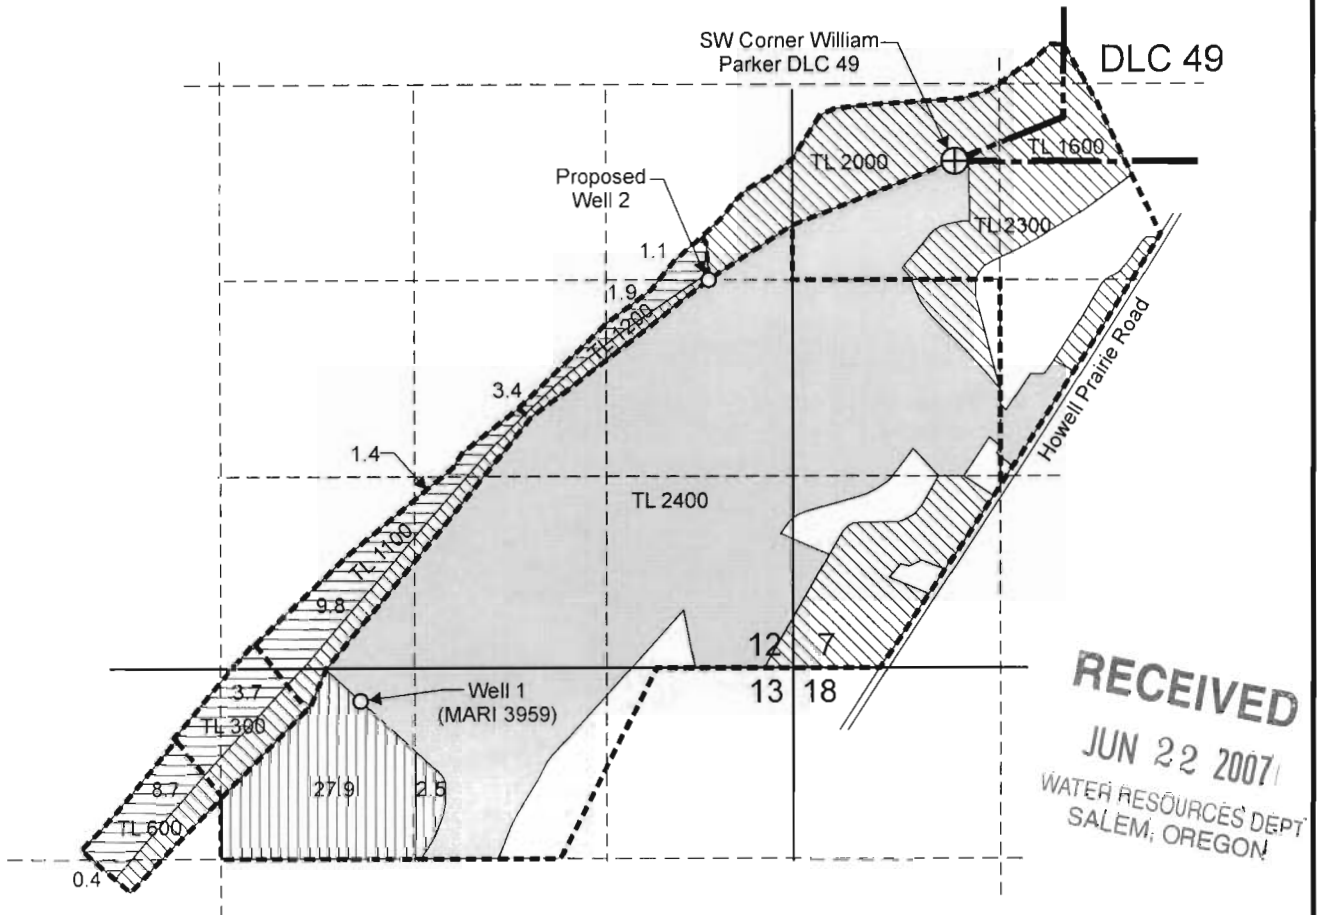 SW Corner William
Parker DLC 49
DLC 49
TL 1600
TL 2000
Proposed
Well 2
TL 2300
1.1
1.9
TL 1200
Howell Prairie Road
3.4
1.4
TL 2400
TL 1100
9.8
12 7
13 18
Well 1
(MARI 3959)
3.7
TL 300
8.7
27.9
2.5
TL 600
0.4
RECEIVED
JUN 22 2007
WATER RESOURCES DEPT
SALEM, OREGON